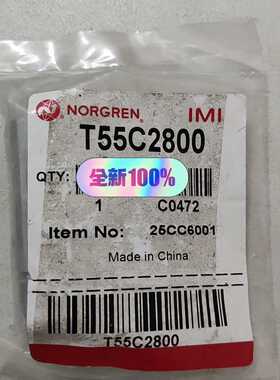 NORGREN. IMI
T55C2800
QTY:
全新100%
1 C0472
Item No: 25CC6001
Made in China
T55C2800